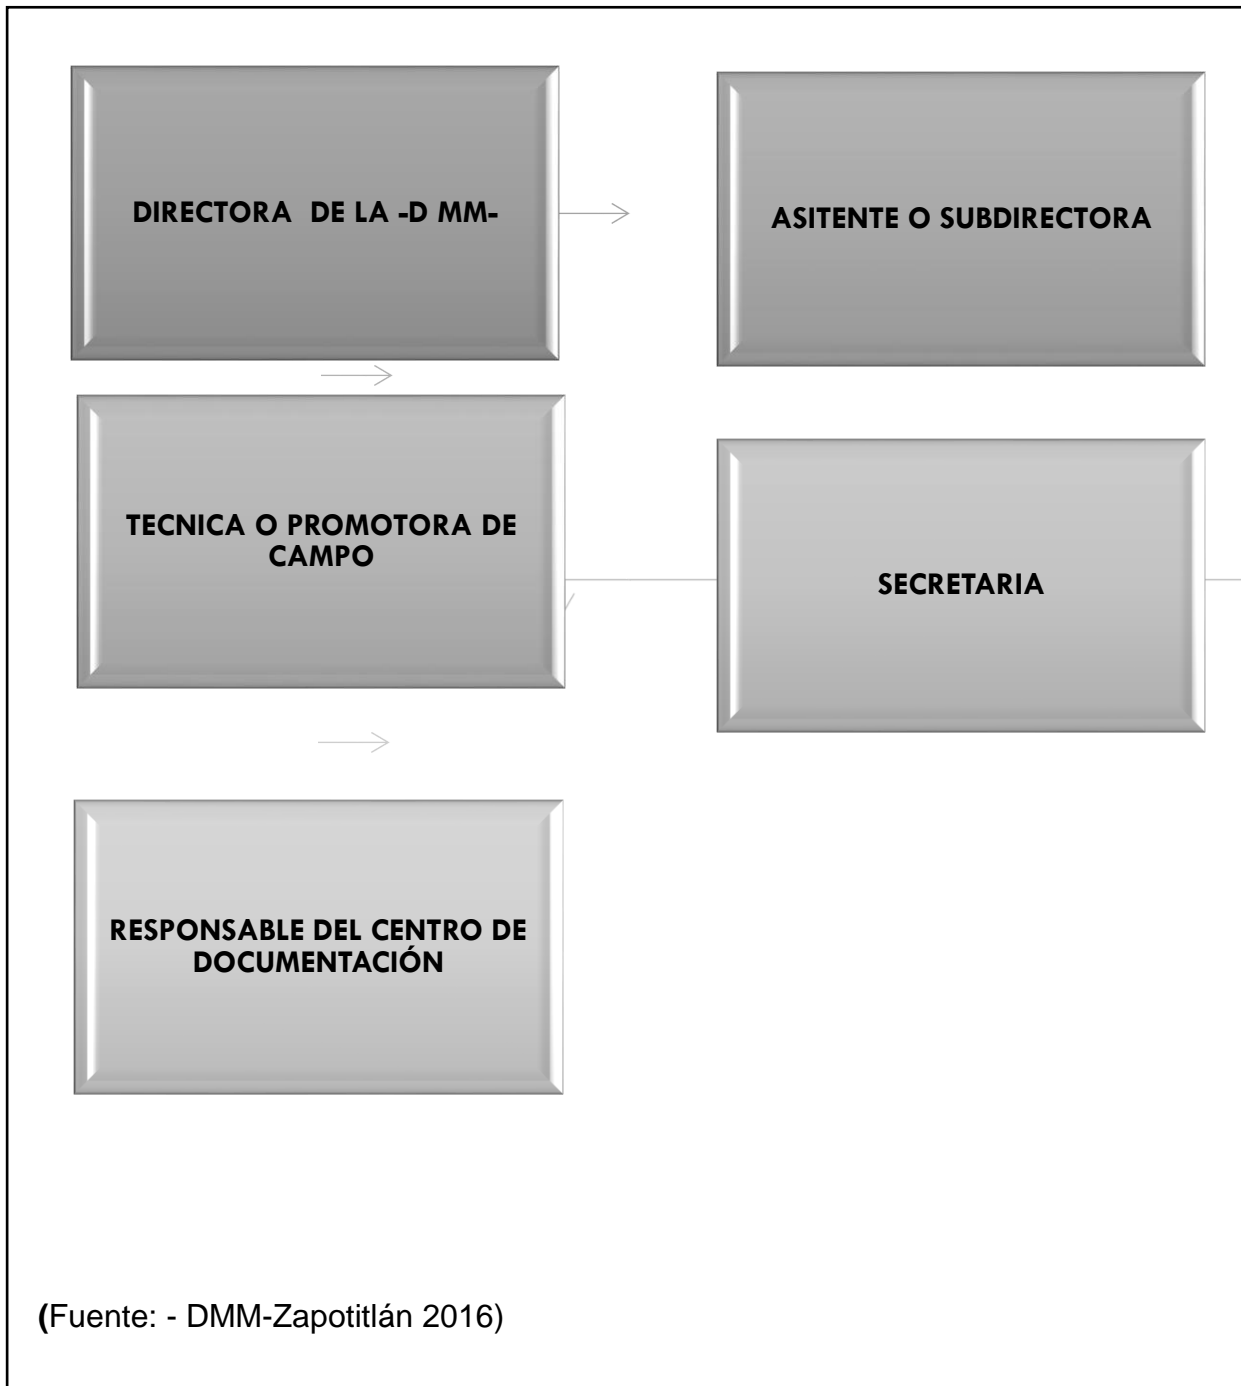 DIRECTORA DE LA -D MM-
ASITENTE O SUBDIRECTORA
TECNICA O PROMOTORA DE
CAMPO
SECRETARIA
RESPONSABLE DEL CENTRO DE
DOCUMENTACIÓN
(Fuente: - DMM-Zapotitlán 2016)